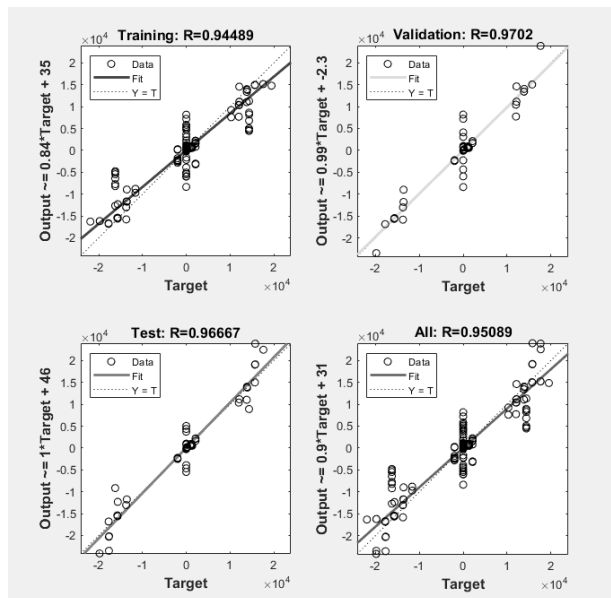 Training: R=0.94489
×10⁴
Output ~= 0.84*Target + 35
2
1.5
1
0.5
0
-0.5
-1
-1.5
-2
Data
Fit
Y = T
-2
-1
0
1
2
×10⁴
Target
Validation: R=0.9702
×10⁴
Output ~= 0.99*Target + -2.3
2
1.5
1
0.5
0
-0.5
-1
-1.5
-2
Data
Fit
Y = T
-2
-1
0
1
2
×10⁴
Target
Test: R=0.96667
×10⁴
Output ~= 1*Target + 46
2
1.5
1
0.5
0
-0.5
-1
-1.5
-2
Data
Fit
Y = T
-2
-1
0
1
2
×10⁴
Target
All: R=0.95089
×10⁴
Output ~= 0.9*Target + 31
2
1.5
1
0.5
0
-0.5
-1
-1.5
-2
Data
Fit
Y = T
-2
-1
0
1
2
×10⁴
Target